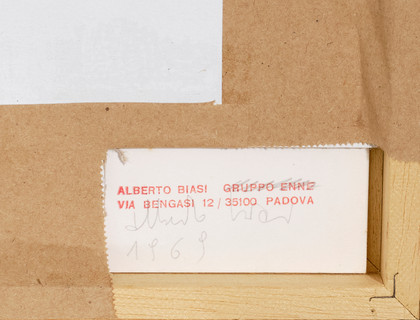 ALBERTO BIASI GRUPPO ENNE
VIA BENGASI 12 / 35100 PADOVA
1969